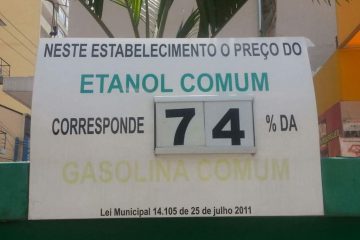 NESTE ESTABELECIMENTO O PREÇO DO
ETANOL COMUM
CORRESPONDE 74 % DA
GASOLINA COMUM
Lei Municipal 14.105 de 25 de julho 2011